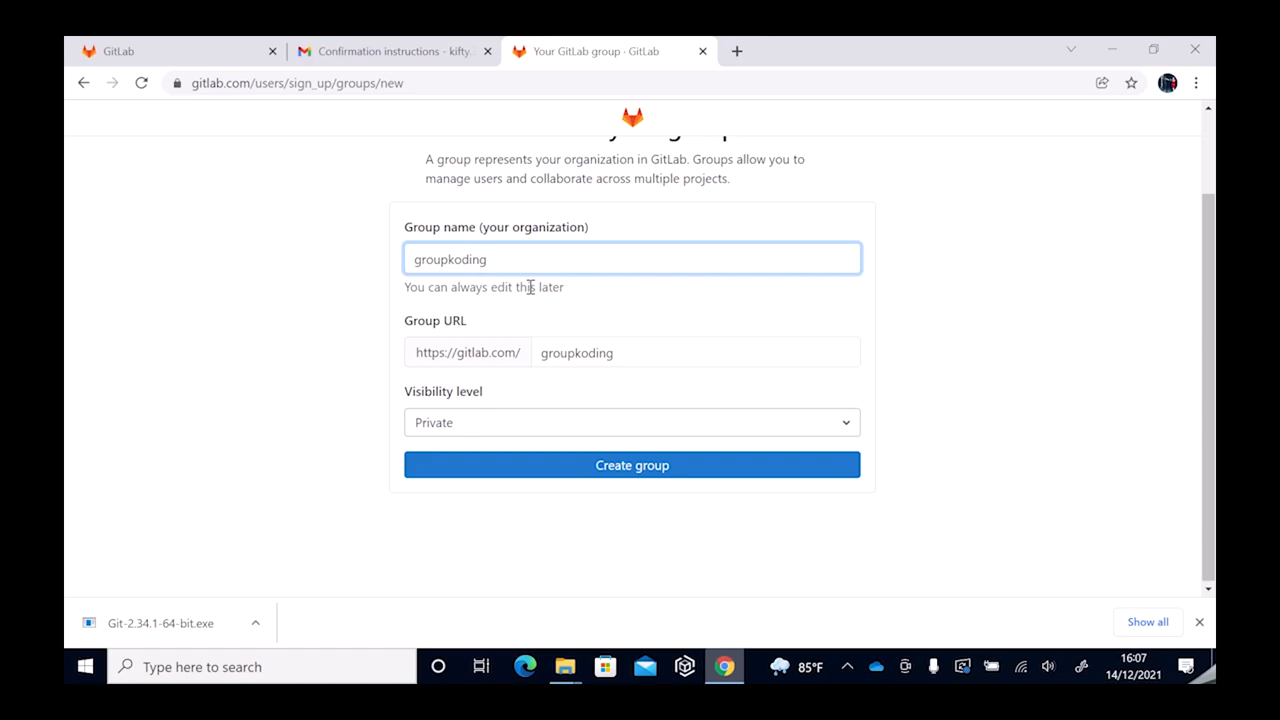 GitLab
Confirmation instructions - kifty.
Your GitLab group · GitLab
gitlab.com/users/sign_up/groups/new
A group represents your organization in GitLab. Groups allow you to
manage users and collaborate across multiple projects.
Group name (your organization)
groupkoding
You can always edit this later
Group URL
https://gitlab.com/
groupkoding
Visibility level
Private
Create group
Git-2.34.1-64-bit.exe
Show all
Type here to search
85°F
16:07
14/12/2021